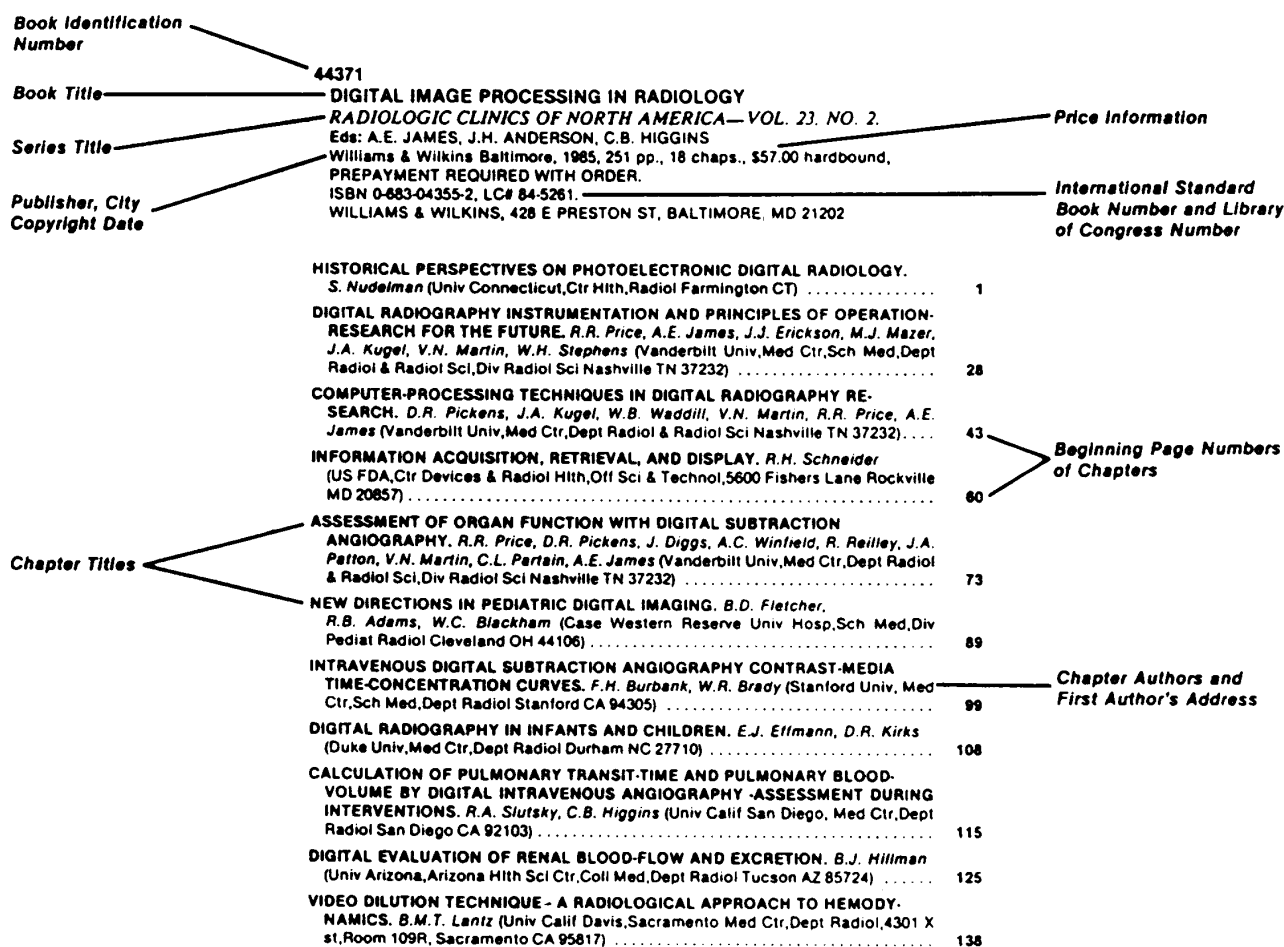 Book Identification
Number
44371
Book Title
DIGITAL IMAGE PROCESSING IN RADIOLOGY
RADIOLOGIC CLINICS OF NORTH AMERICA—VOL. 23. NO. 2.
Price Information
Eds: A.E. JAMES, J.H. ANDERSON, C.B. HIGGINS
Series Title
Williams & Wilkins Baltimore, 1985, 251 pp., 18 chaps., $57.00 hardbound,
PREPAYMENT REQUIRED WITH ORDER.
ISBN 0-683-04355-2, LC# 84-5261.
WILLIAMS & WILKINS, 428 E PRESTON ST, BALTIMORE, MD 21202
Publisher, City
Copyright Date
International Standard
Book Number and Library
of Congress Number
HISTORICAL PERSPECTIVES ON PHOTOELECTRONIC DIGITAL RADIOLOGY.
S. Nudelman (Univ Connecticut,Ctr Hlth,Radiol Farmington CT) ............... 1
DIGITAL RADIOGRAPHY INSTRUMENTATION AND PRINCIPLES OF OPERATION-
RESEARCH FOR THE FUTURE. R.R. Price, A.E. James, J.J. Erickson, M.J. Mazer,
J.A. Kugel, V.N. Martin, W.H. Stephens (Vanderbilt Univ,Med Ctr,Sch Med,Dept
Radiol & Radiol Sci,Div Radiol Sci Nashville TN 37232) ...................... 28
COMPUTER-PROCESSING TECHNIQUES IN DIGITAL RADIOGRAPHY RE-
SEARCH. D.R. Pickens, J.A. Kugel, W.B. Waddill, V.N. Martin, R.R. Price, A.E.
James (Vanderbilt Univ,Med Ctr,Dept Radiol & Radiol Sci Nashville TN 37232).... 43
Beginning Page Numbers
of Chapters
INFORMATION ACQUISITION, RETRIEVAL, AND DISPLAY. R.H. Schneider
(US FDA,Ctr Devices & Radiol Hlth,Off Sci & Technol,5600 Fishers Lane Rockville
MD 20857)............................................................ 60
Chapter Titles
ASSESSMENT OF ORGAN FUNCTION WITH DIGITAL SUBTRACTION
ANGIOGRAPHY. R.R. Price, D.R. Pickens, J. Diggs, A.C. Winfield, R. Reilley, J.A.
Patton, V.N. Martin, C.L. Partain, A.E. James (Vanderbilt Univ,Med Ctr,Dept Radiol
& Radiol Sci,Div Radiol Sci Nashville TN 37232) ............................ 73
NEW DIRECTIONS IN PEDIATRIC DIGITAL IMAGING. B.D. Fletcher,
R.B. Adams, W.C. Blackham (Case Western Reserve Univ Hosp,Sch Med,Div
Pediat Radiol Cleveland OH 44106)....................................... 89
INTRAVENOUS DIGITAL SUBTRACTION ANGIOGRAPHY CONTRAST-MEDIA
TIME-CONCENTRATION CURVES. F.H. Burbank, W.R. Brady (Stanford Univ, Med
Ctr,Sch Med,Dept Radiol Stanford CA 94305) .............................. 99
Chapter Authors and
First Author's Address
DIGITAL RADIOGRAPHY IN INFANTS AND CHILDREN. E.J. Effmann, D.R. Kirks
(Duke Univ,Med Ctr,Dept Radiol Durham NC 27710) ......................... 108
CALCULATION OF PULMONARY TRANSIT-TIME AND PULMONARY BLOOD-
VOLUME BY DIGITAL INTRAVENOUS ANGIOGRAPHY -ASSESSMENT DURING
INTERVENTIONS. R.A. Slutsky, C.B. Higgins (Univ Calif San Diego, Med Ctr,Dept
Radiol San Diego CA 92103)............................................. 115
DIGITAL EVALUATION OF RENAL BLOOD-FLOW AND EXCRETION. B.J. Hillman
(Univ Arizona,Arizona Hlth Sci Ctr,Coll Med,Dept Radiol Tucson AZ 85724) ...... 125
VIDEO DILUTION TECHNIQUE - A RADIOLOGICAL APPROACH TO HEMODY-
NAMICS. B.M.T. Lantz (Univ Calif Davis,Sacramento Med Ctr,Dept Radiol,4301 X
st,Room 109R, Sacramento CA 95817) .................................... 138